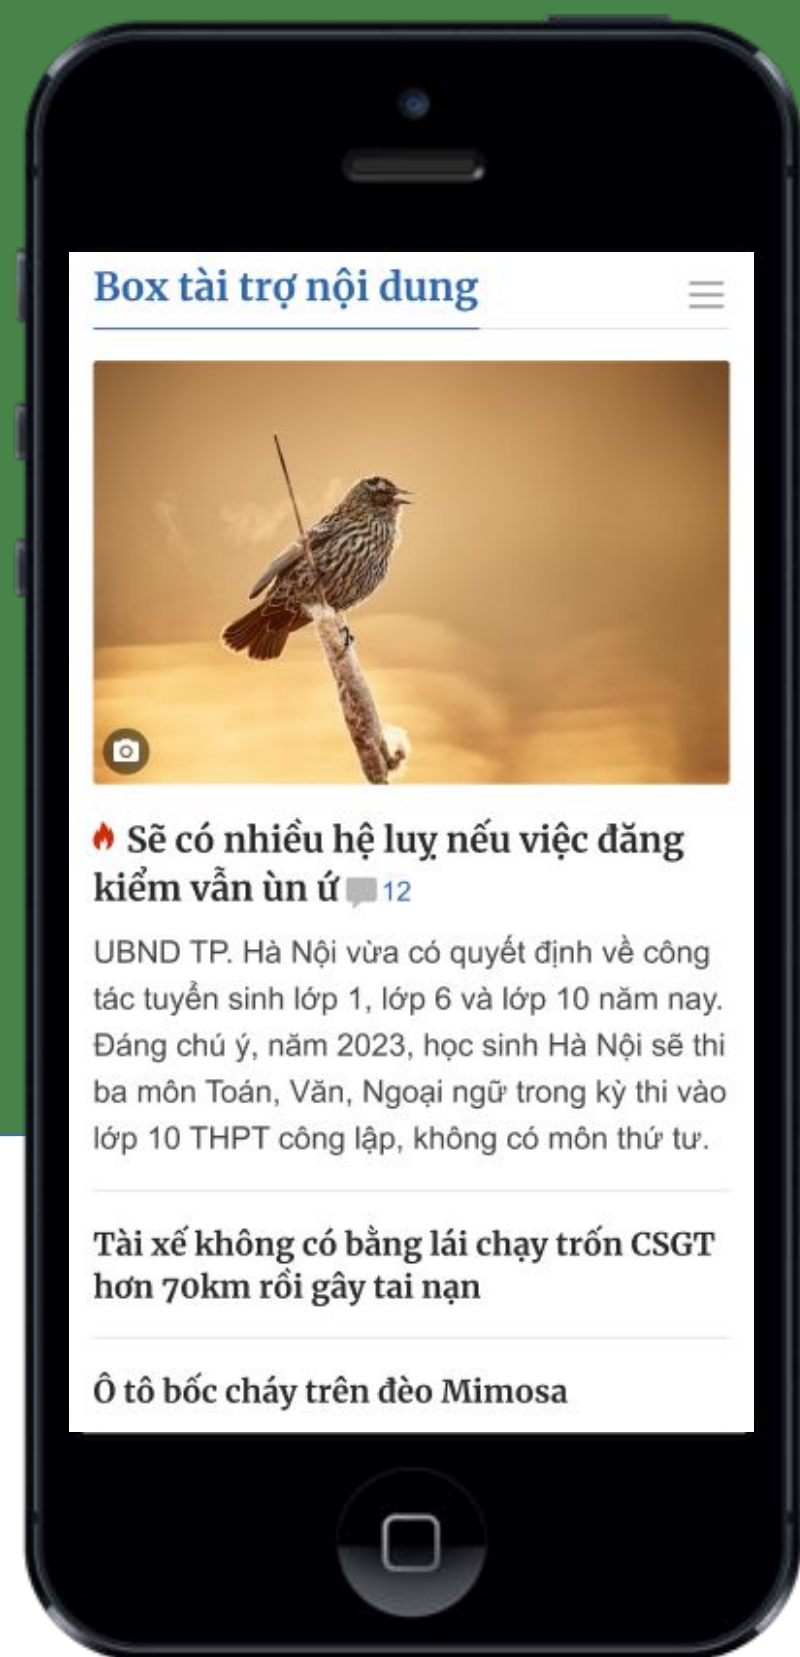 Box tài trợ nội dung
Sẽ có nhiều hệ luỵ nếu việc đăng
kiểm vẫn ùn ứ 12
UBND TP. Hà Nội vừa có quyết định về công
tác tuyển sinh lớp 1, lớp 6 và lớp 10 năm nay.
Đáng chú ý, năm 2023, học sinh Hà Nội sẽ thi
ba môn Toán, Văn, Ngoại ngữ trong kỳ thi vào
lớp 10 THPT công lập, không có môn thứ tư.
Tài xế không có bằng lái chạy trốn CSGT
hơn 70km rồi gây tai nạn
Ô tô bốc cháy trên đèo Mimosa